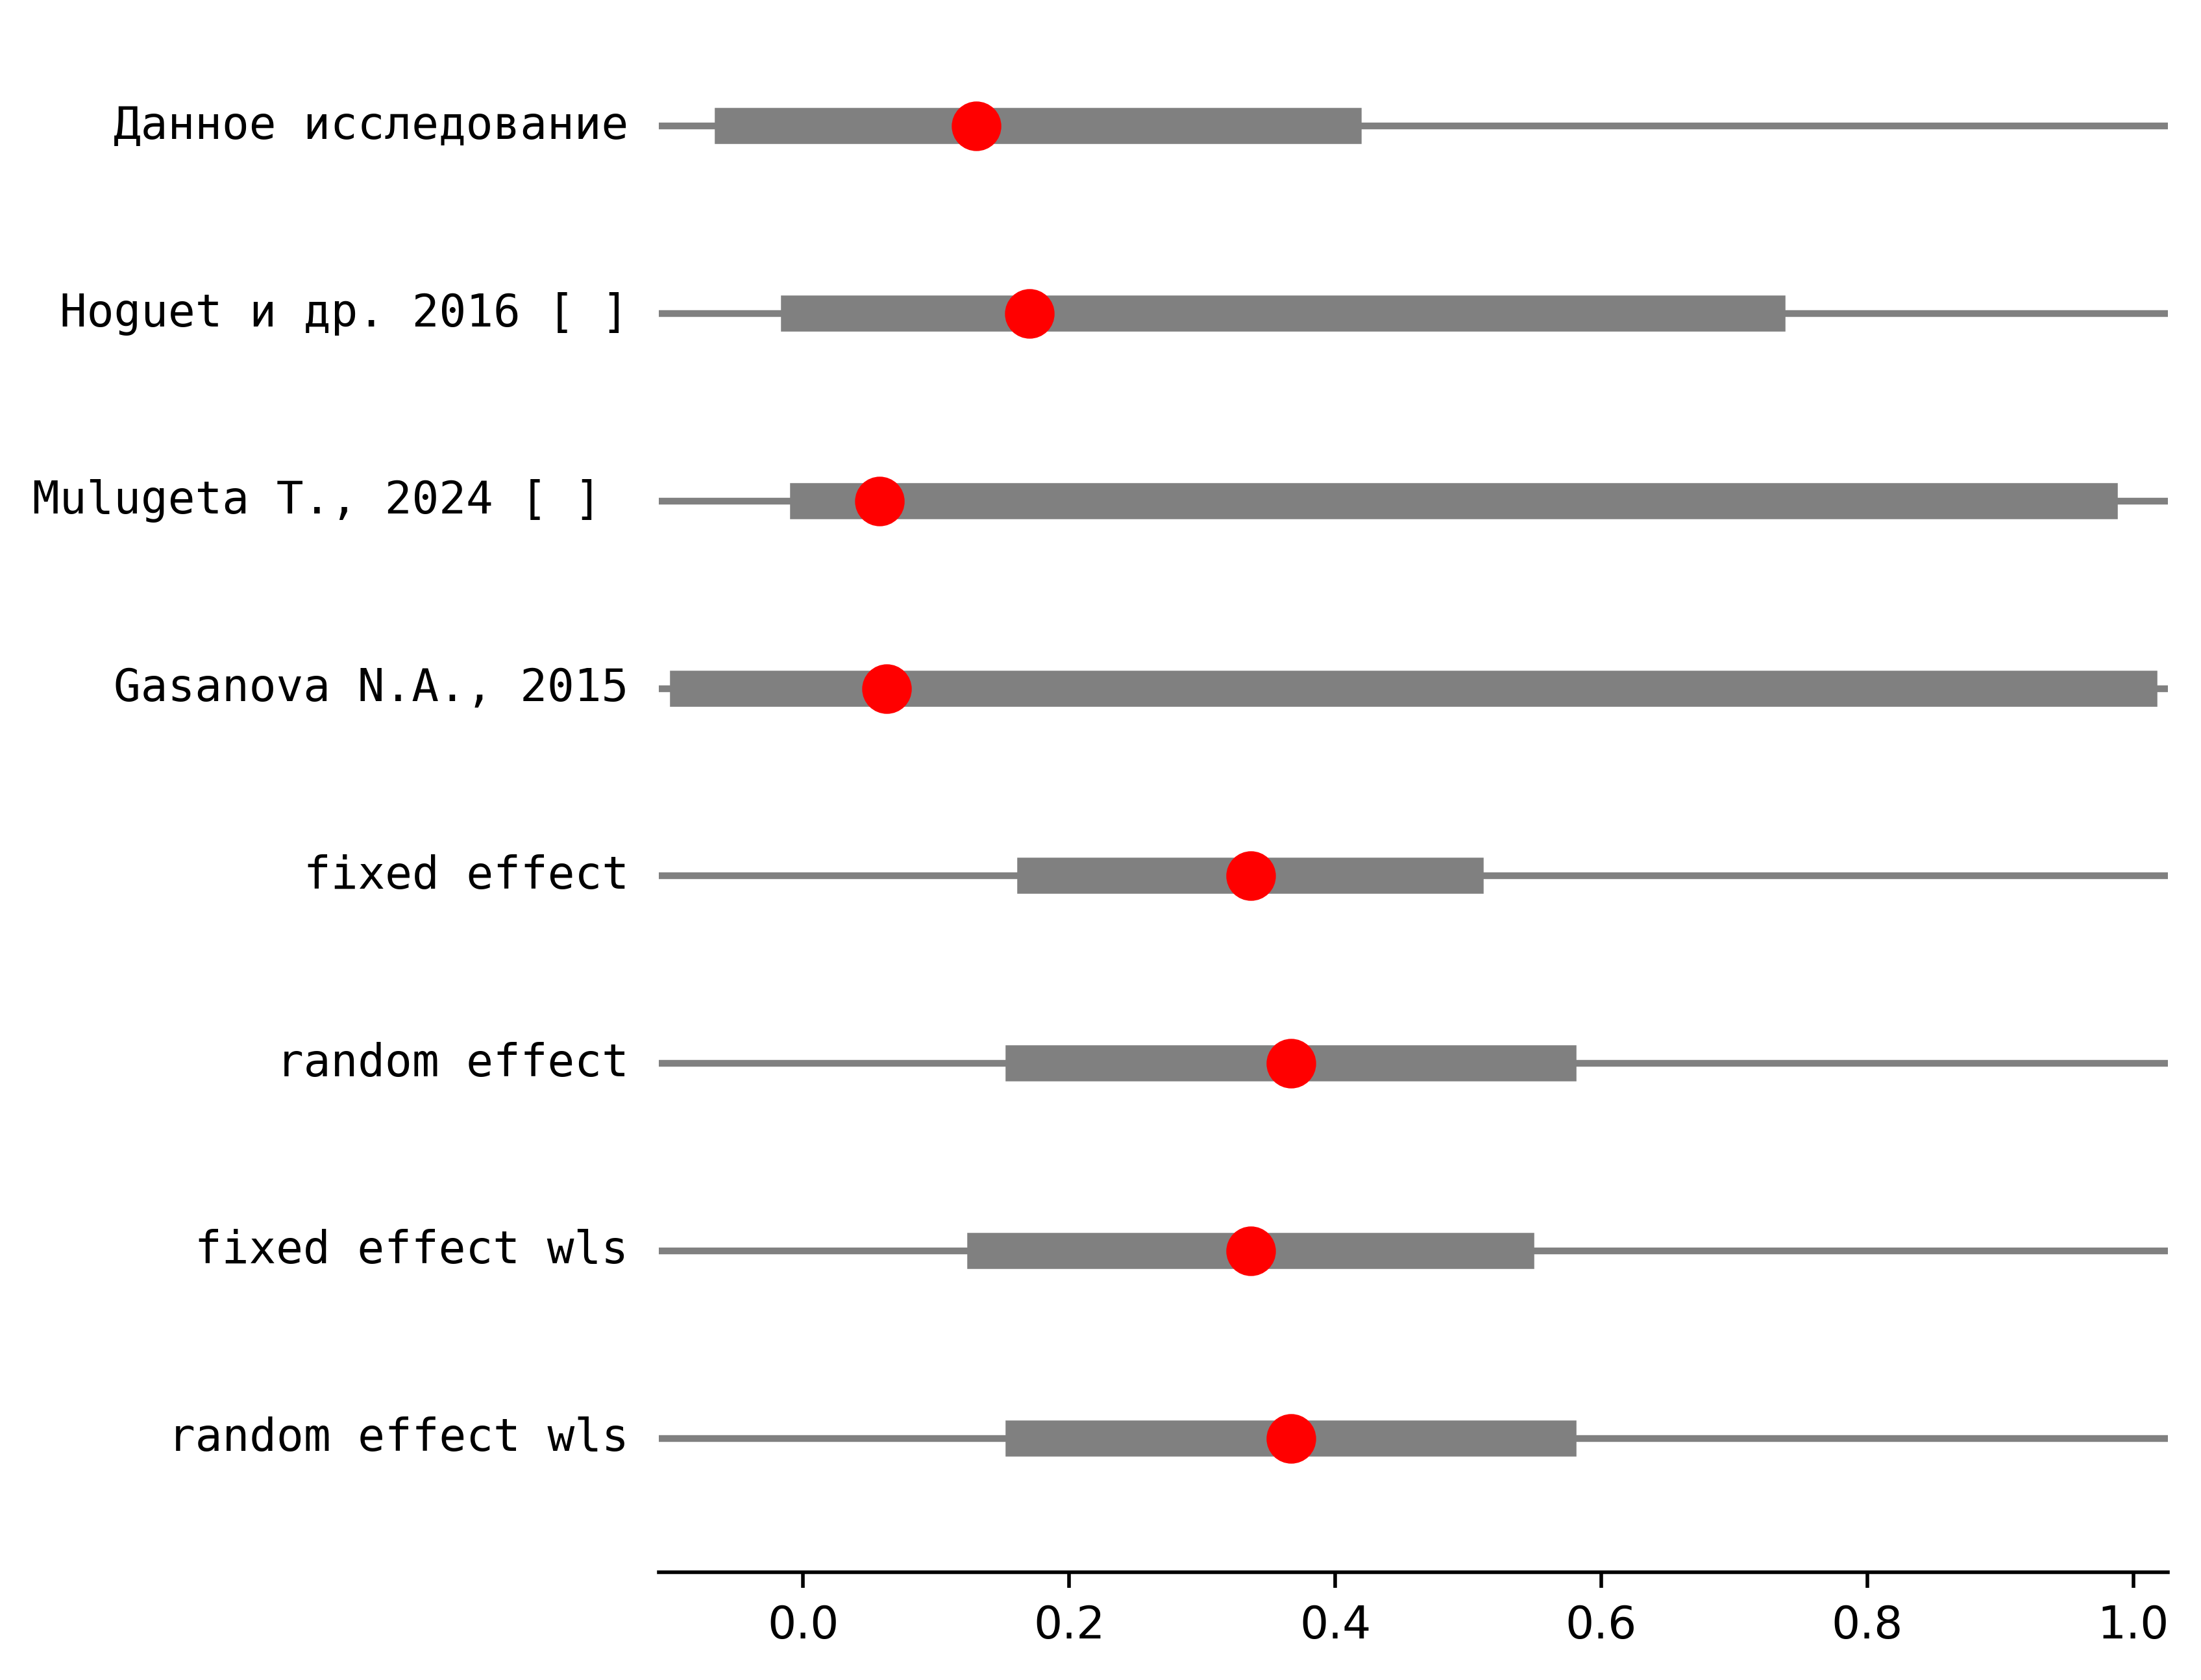 Данное исследование
Hoguet и др. 2016 [ ]
Mulugeta T., 2024 [ ]
Gasanova N.A., 2015
fixed effect
random effect
fixed effect wls
random effect wls
0.0 0.2 0.4 0.6 0.8 1.0